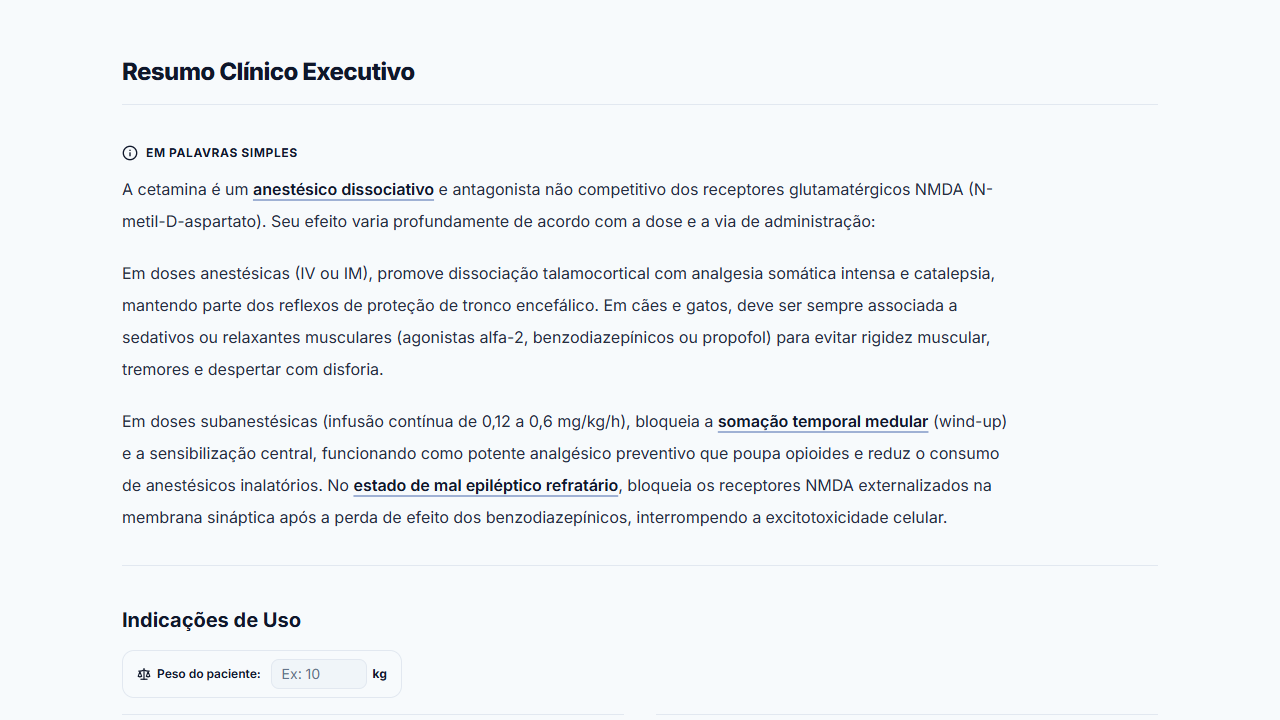 Resumo Clínico Executivo
EM PALAVRAS SIMPLES
A cetamina é um anestésico dissociativo e antagonista não competitivo dos receptores glutamatérgicos NMDA (N-
metil-D-aspartato). Seu efeito varia profundamente de acordo com a dose e a via de administração:
Em doses anestésicas (IV ou IM), promove dissociação talamocortical com analgesia somática intensa e catalepsia,
mantendo parte dos reflexos de proteção de tronco encefálico. Em cães e gatos, deve ser sempre associada a
sedativos ou relaxantes musculares (agonistas alfa-2, benzodiazepínicos ou propofol) para evitar rigidez muscular,
tremores e despertar com disforia.
Em doses subanestésicas (infusão contínua de 0,12 a 0,6 mg/kg/h), bloqueia a somação temporal medular (wind-up)
e a sensibilização central, funcionando como potente analgésico preventivo que poupa opioides e reduz o consumo
de anestésicos inalatórios. No estado de mal epiléptico refratário, bloqueia os receptores NMDA externalizados na
membrana sináptica após a perda de efeito dos benzodiazepínicos, interrompendo a excitotoxicidade celular.
Indicações de Uso
Peso do paciente: Ex: 10 kg